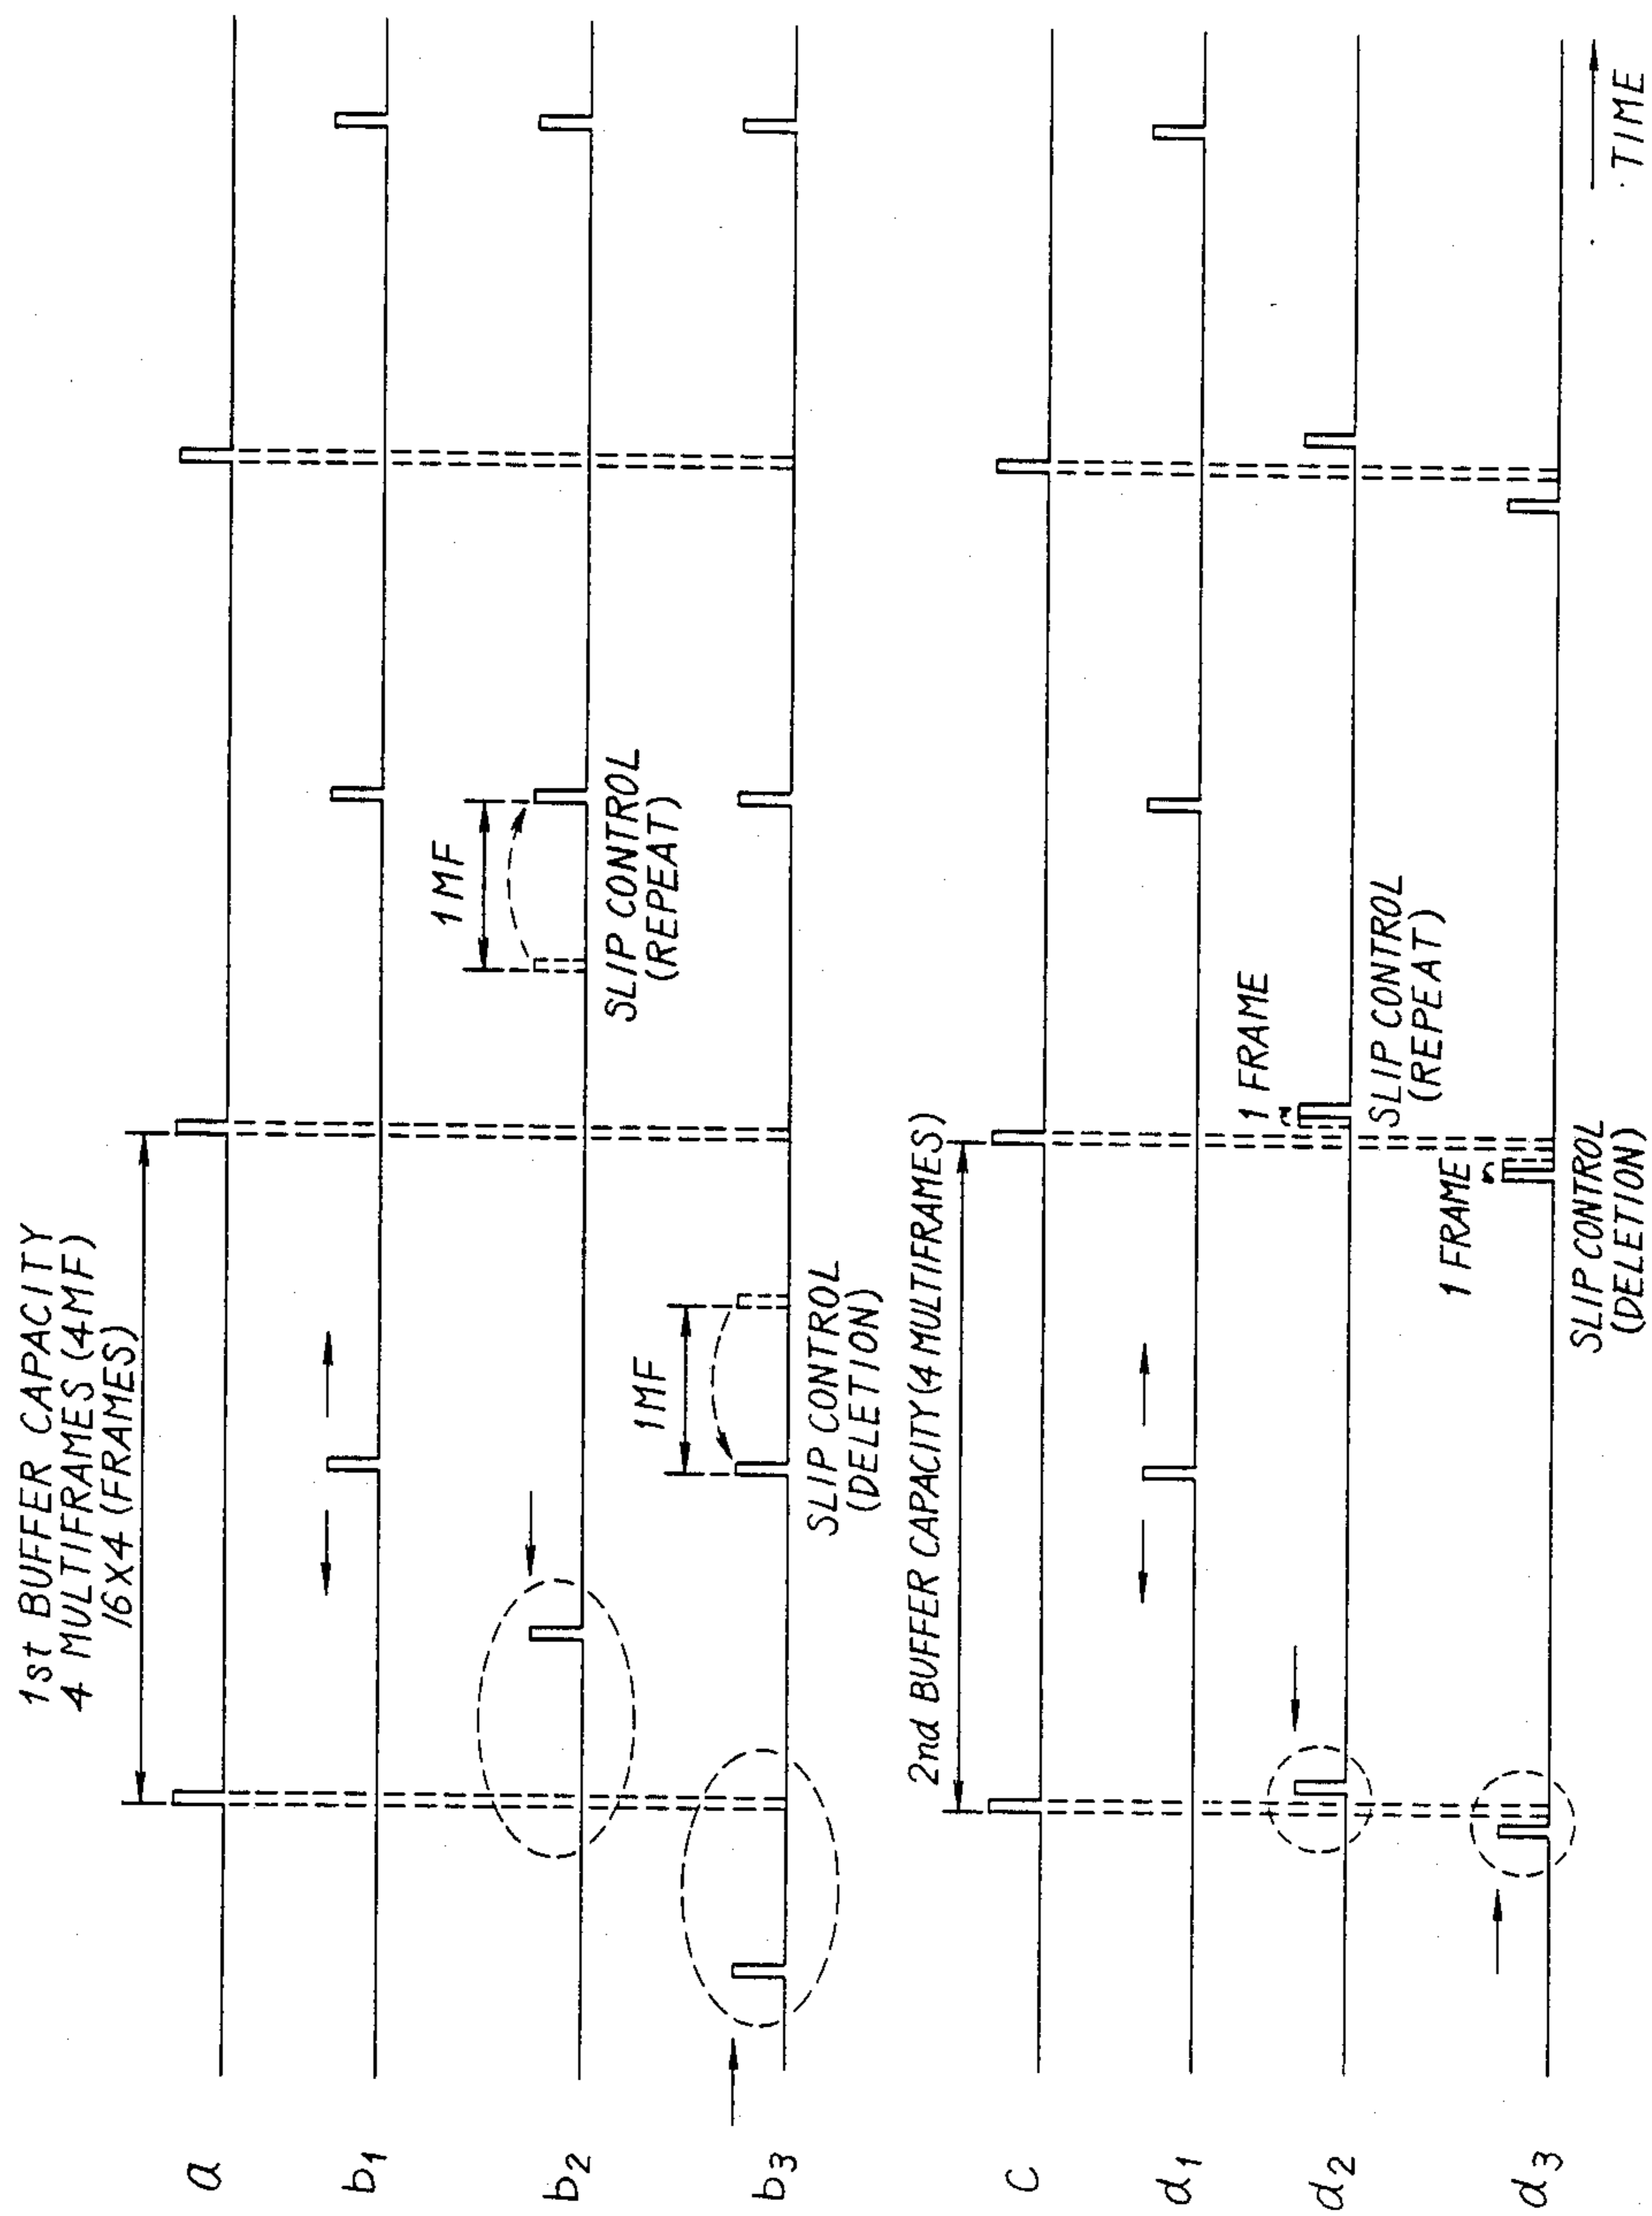 1st BUFFER CAPACITY
4 MULTIFRAMES (4MF)
16X4 (FRAMES)
a
b1
1MF
b2
SLIP CONTROL
(REPEAT)
1MF
b3
SLIP CONTROL
(DELETION)
2nd BUFFER CAPACITY (4 MULTIFRAMES)
c
d1
1 FRAME
d2
SLIP CONTROL
(REPEAT)
1 FRAME
d3
SLIP CONTROL
(DELETION)
TIME